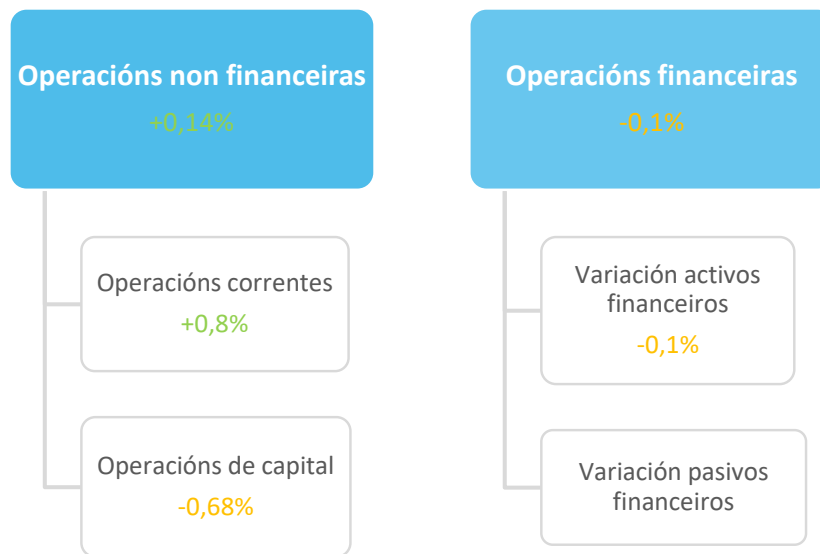 Operacións non financeiras
+0,14%
Operacións correntes
+0,8%
Operacións de capital
-0,68%
Operacións financeiras
-0,1%
Variación activos
financeiros
-0,1%
Variación pasivos
financeiros